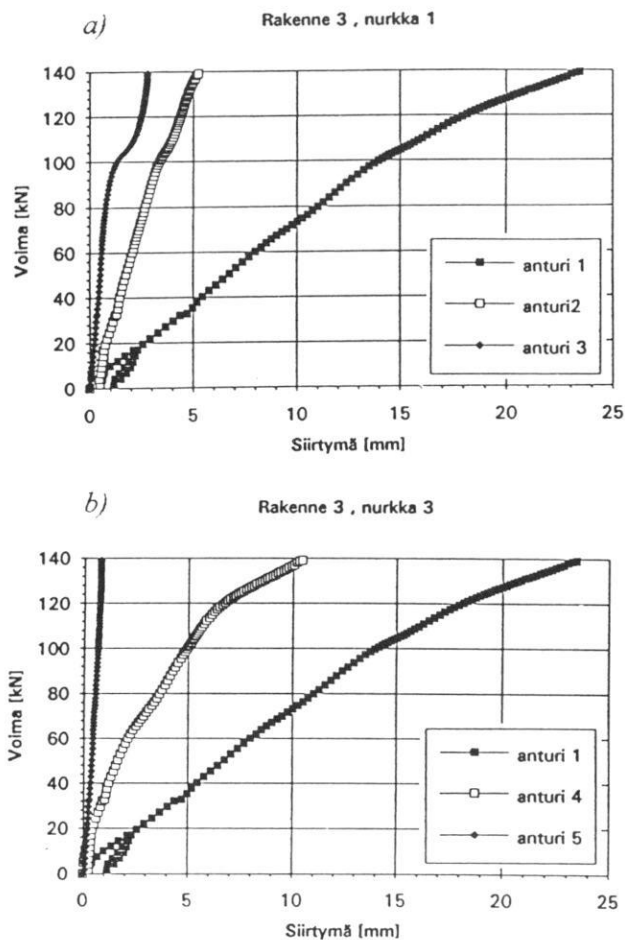 a)
Rakenne 3 , nurkka 1
140
120
100
80
60
40
20
0
Voima [kN]
anturi 1
anturi2
anturi 3
0
5
10
15
20
25
Siirtymä [mm]
b)
Rakenne 3 , nurkka 3
140
120
100
80
60
40
20
0
Voima [kN]
anturi 1
anturi 4
anturi 5
0
5
10
15
20
25
Siirtymä [mm]